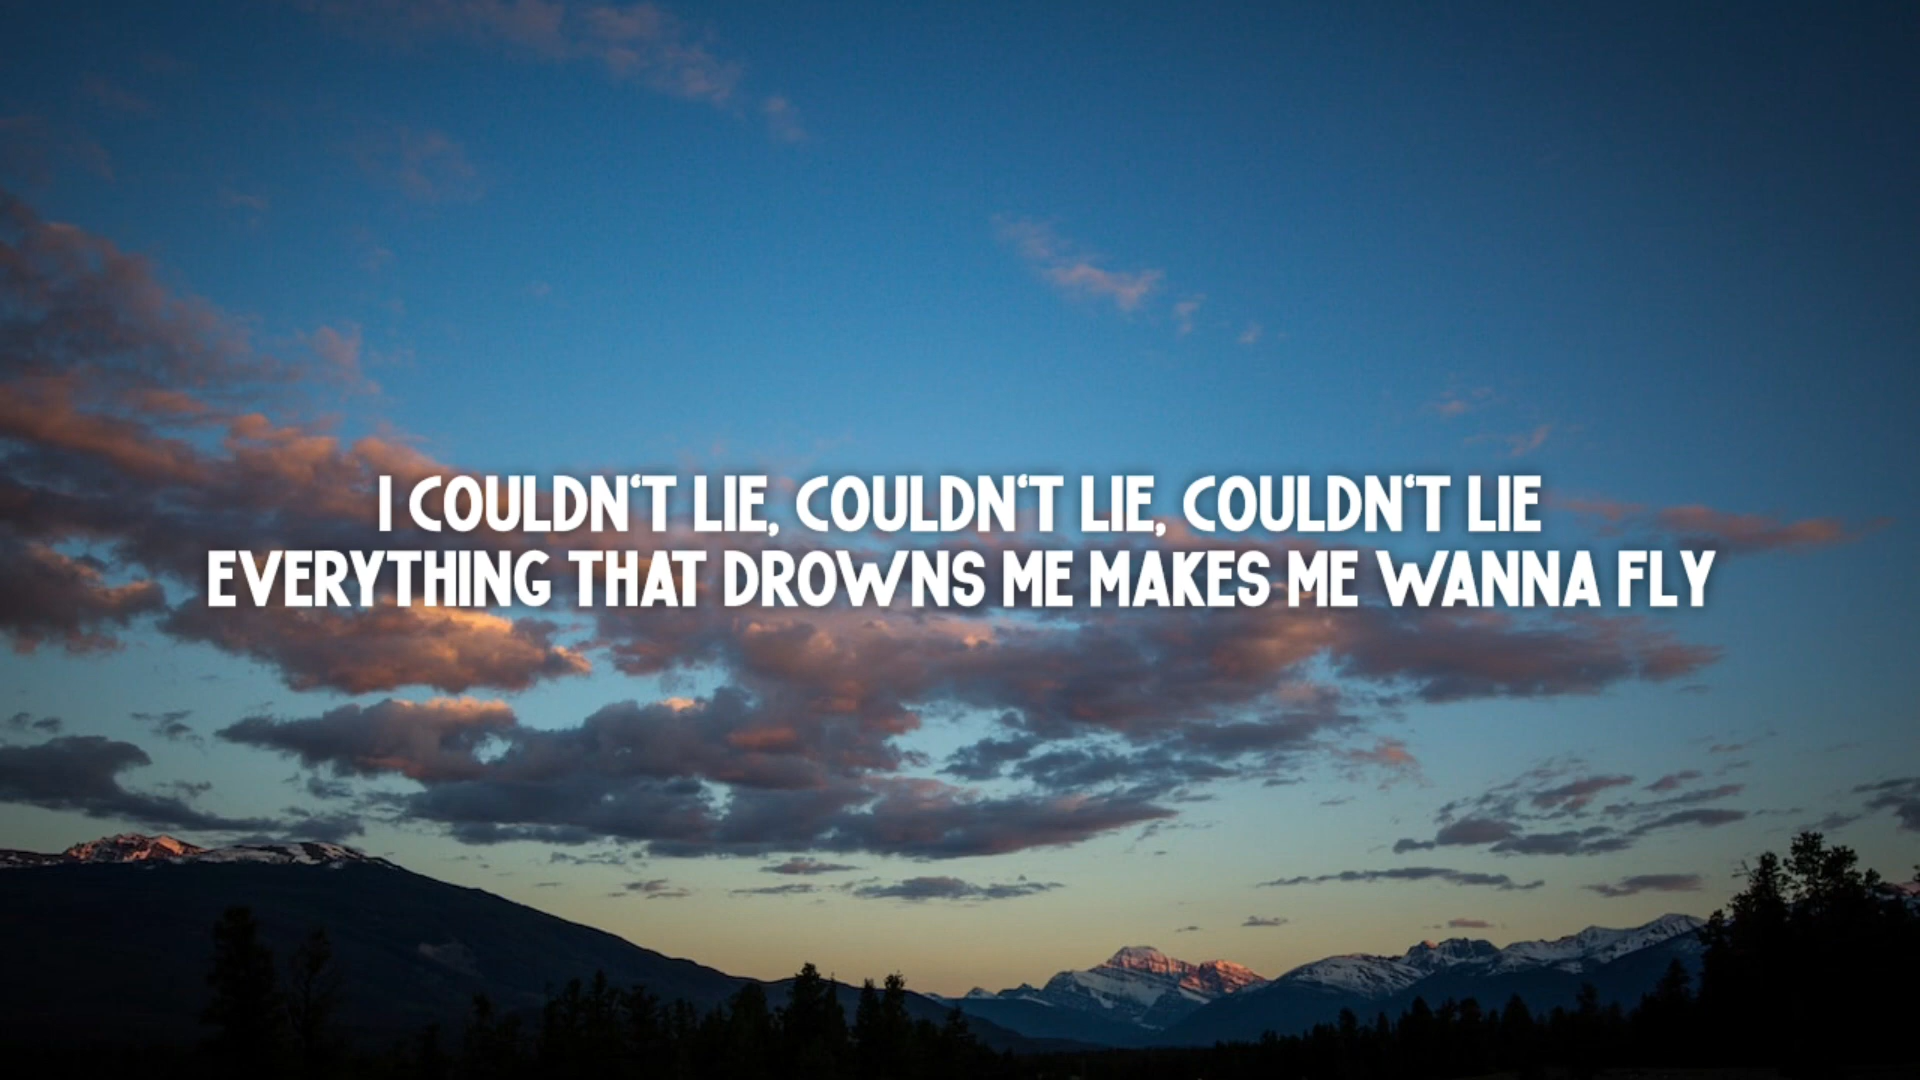 I COULDN'T LIE, COULDN'T LIE, COULDN'T LIE
EVERYTHING THAT DROWNS ME MAKES ME WANNA FLY